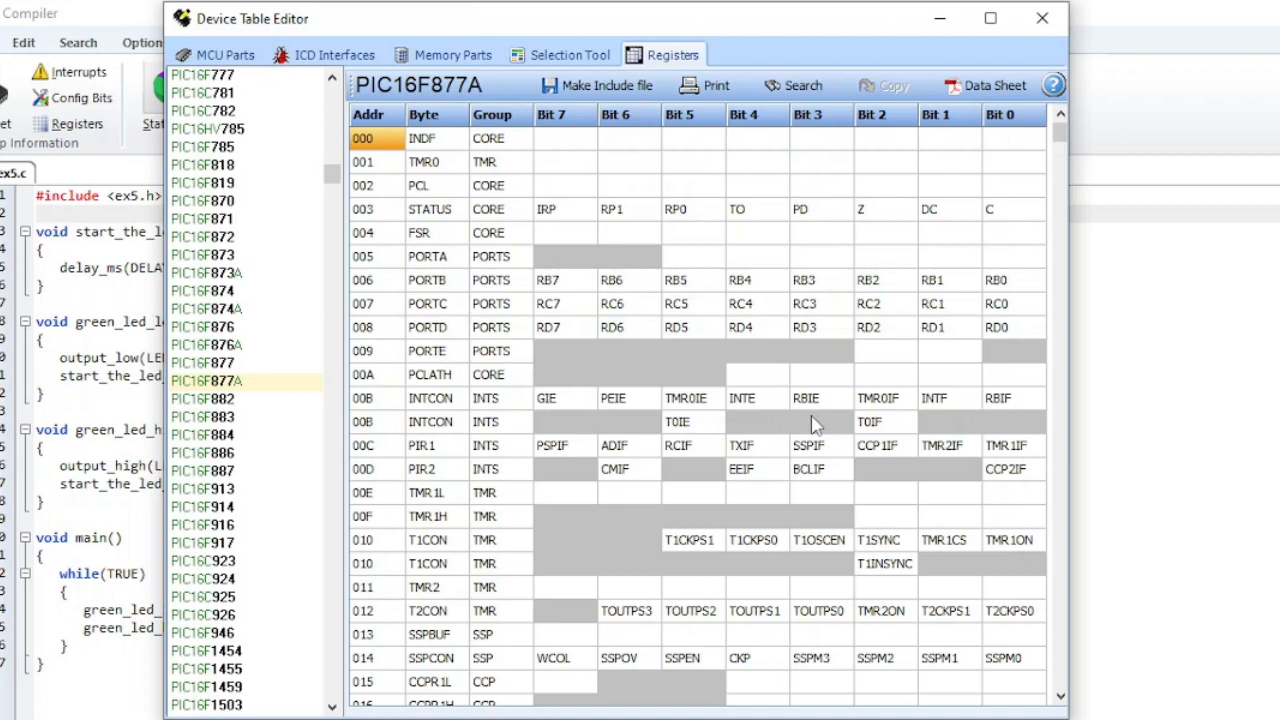 Compiler
Edit Search Option
Interrupts
Config Bits
et Registers Stat
p Information
ex5.c
#include <ex5.h>
void start_the_l
{
delay_ms(DELA
}
void green_led_l
{
output_low(LE
start_the_led_
}
void green_led_h
{
output_high(L
start_the_led_
}
void main()
{
while(TRUE)
{
green_led_
green_led_
}
}
Device Table Editor
MCU Parts ICD Interfaces Memory Parts Selection Tool Registers
PIC16F777
PIC16C781
PIC16C782
PIC16HV785
PIC16F785
PIC16F818
PIC16F819
PIC16F870
PIC16F871
PIC16F872
PIC16F873
PIC16F873A
PIC16F874
PIC16F874A
PIC16F876
PIC16F876A
PIC16F877
PIC16F877A
PIC16F882
PIC16F883
PIC16F884
PIC16F886
PIC16F887
PIC16F913
PIC16F914
PIC16F916
PIC16F917
PIC16C923
PIC16C924
PIC16C925
PIC16C926
PIC16F946
PIC16F1454
PIC16F1455
PIC16F1459
PIC16F1503
PIC16F877A Make Include file Print Search Copy Data Sheet ?
Addr Byte Group Bit 7 Bit 6 Bit 5 Bit 4 Bit 3 Bit 2 Bit 1 Bit 0
000 INDF CORE
001 TMR0 TMR
002 PCL CORE
003 STATUS CORE IRP RP1 RP0 TO PD Z DC C
004 FSR CORE
005 PORTA PORTS
006 PORTB PORTS RB7 RB6 RB5 RB4 RB3 RB2 RB1 RB0
007 PORTC PORTS RC7 RC6 RC5 RC4 RC3 RC2 RC1 RC0
008 PORTD PORTS RD7 RD6 RD5 RD4 RD3 RD2 RD1 RD0
009 PORTE PORTS
00A PCLATH CORE
00B INTCON INTS GIE PEIE TMR0IE INTE RBIE TMR0IF INTF RBIF
00B INTCON INTS T0IE T0IF
00C PIR1 INTS PSPIF ADIF RCIF TXIF SSPIF CCP1IF TMR2IF TMR1IF
00D PIR2 INTS CMIF EEIF BCLIF CCP2IF
00E TMR1L TMR
00F TMR1H TMR
010 T1CON TMR T1CKPS1 T1CKPS0 T1OSCEN T1SYNC TMR1CS TMR1ON
010 T1CON TMR T1INSYNC
011 TMR2 TMR
012 T2CON TMR TOUTPS3 TOUTPS2 TOUTPS1 TOUTPS0 TMR2ON T2CKPS1 T2CKPS0
013 SSPBUF SSP
014 SSPCON SSP WCOL SSPOV SSPEN CKP SSPM3 SSPM2 SSPM1 SSPM0
015 CCPR1L CCP
016 CCPR1H CCP